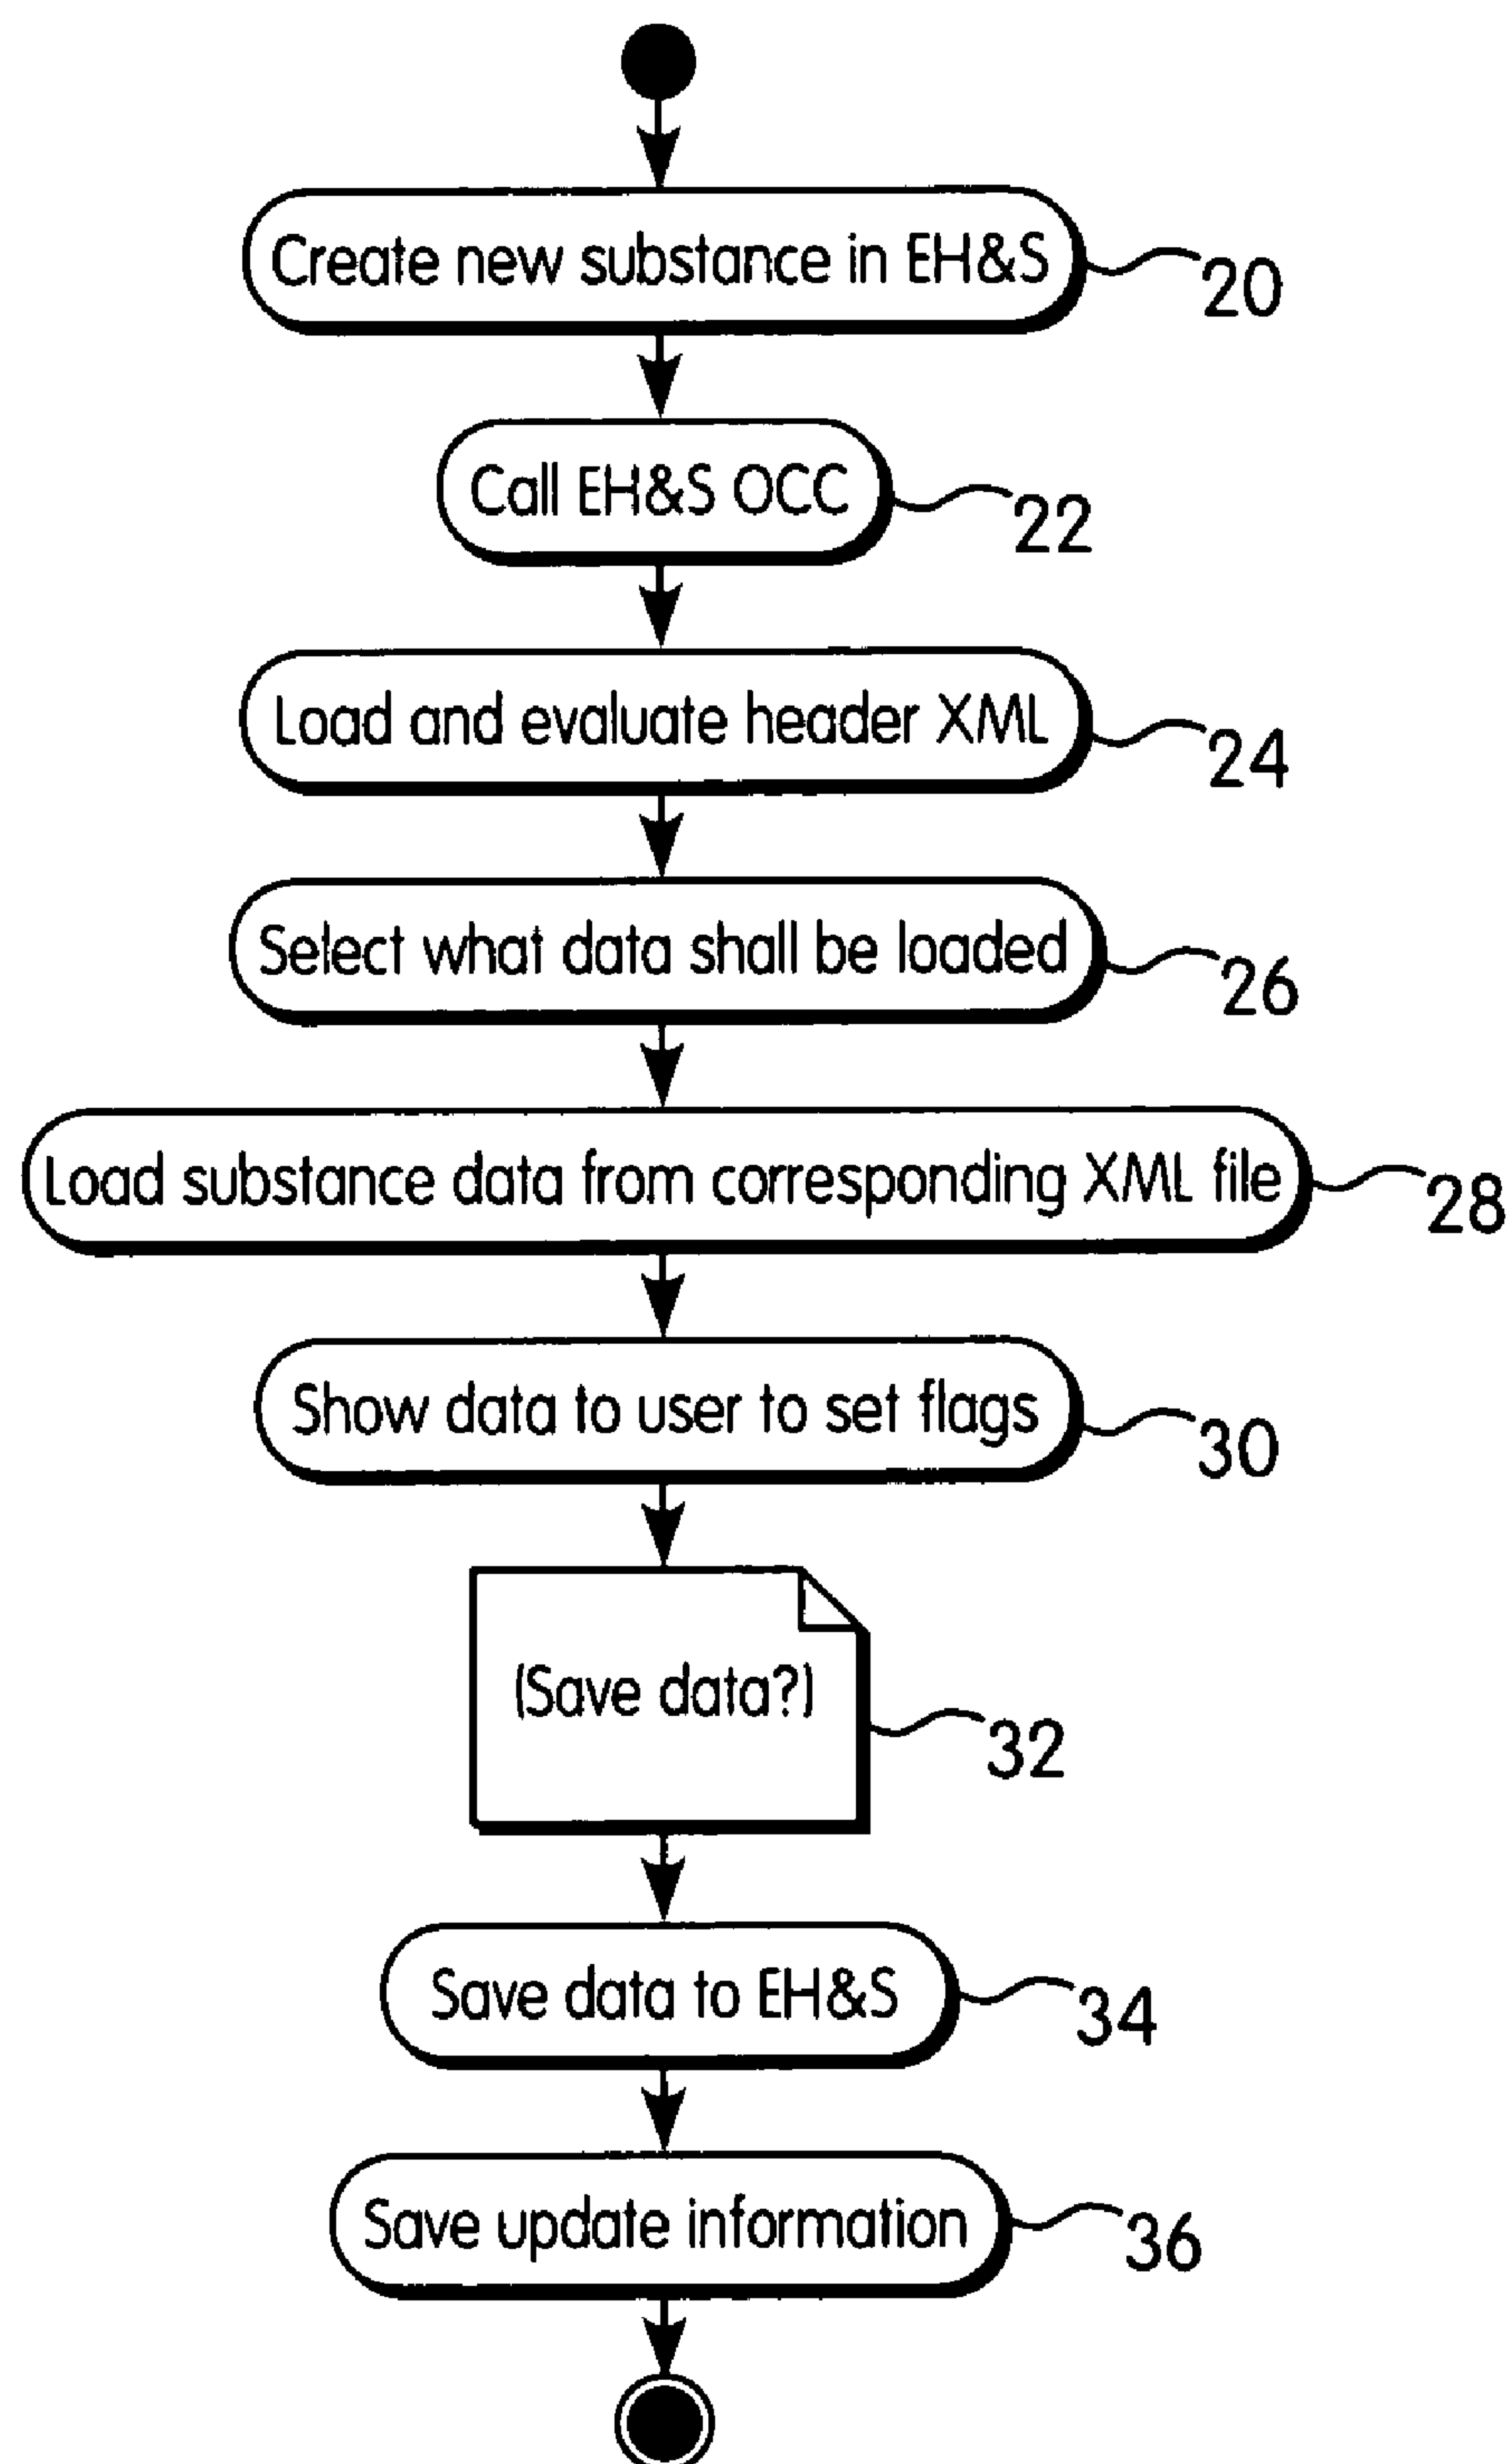 Create new substance in EH&S
20
Call EH&S OCC
22
Load and evaluate header XML
24
Select what data shall be loaded
26
Load substance data from corresponding XML file
28
Show data to user to set flags
30
(Save data?)
32
Save data to EH&S
34
Save update information
36